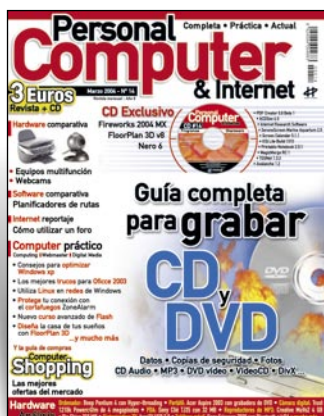 Personal
Completa • Práctica • Actual
Computer
& Internet
3 Euros
Revista + CD
Marzo 2004 - Nº 14
CD Exclusivo
Fireworks 2004 MX
FloorPlan 3D v8
Nero 6
Personal
Computer
Hardware comparativa
• Equipos multifunción
• Webcams
Software comparativa
Planificadores de rutas
Internet reportaje
Cómo utilizar un foro
Computer práctico
• Consejos para optimizar
Windows xp
• Los mejores trucos para Office 2003
• Utiliza Linux en redes de Windows
• Protege tu conexión con
el cortafuegos ZoneAlarm
• Nuevo curso avanzado de Flash
• Diseña la casa de tus sueños
con FloorPlan 3D
...y mucho más
Y la guía de compras
Computer
Shopping
Las mejores
ofertas del mercado
Guía completa
para grabar
CD
y
DVD
Datos • Copias de seguridad • Fotos
CD Audio • MP3 • DVD vídeo • VideoCD • DivX...
Hardware